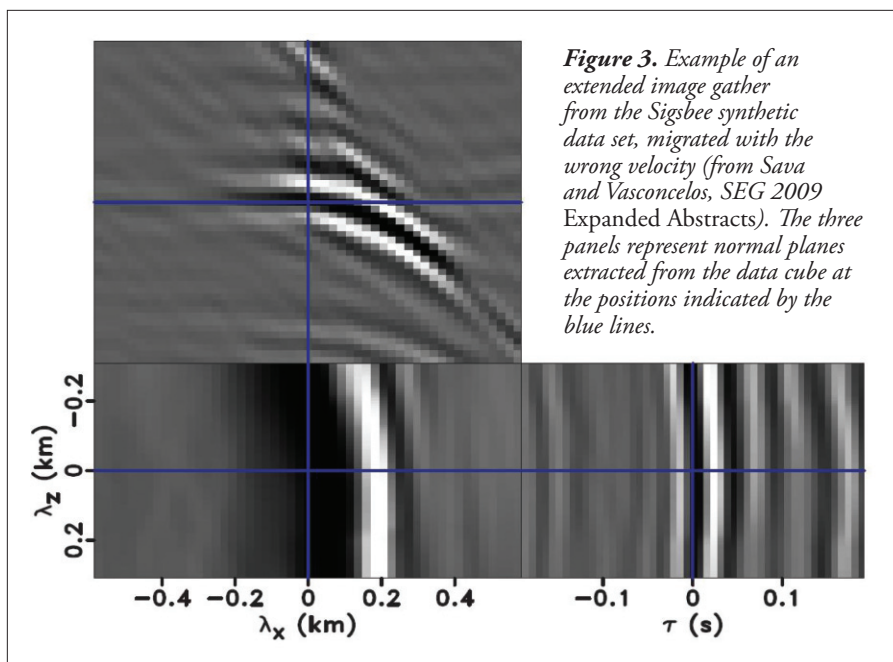 Figure 3. Example of an
extended image gather
from the Sigsbee synthetic
data set, migrated with the
wrong velocity (from Sava
and Vasconcelos, SEG 2009
Expanded Abstracts). The three
panels represent normal planes
extracted from the data cube at
the positions indicated by the
blue lines.
-0.2
0
0.2
λz (km)
-0.4 -0.2 0 0.2 0.4
λx (km)
-0.1 0 0.1
τ (s)